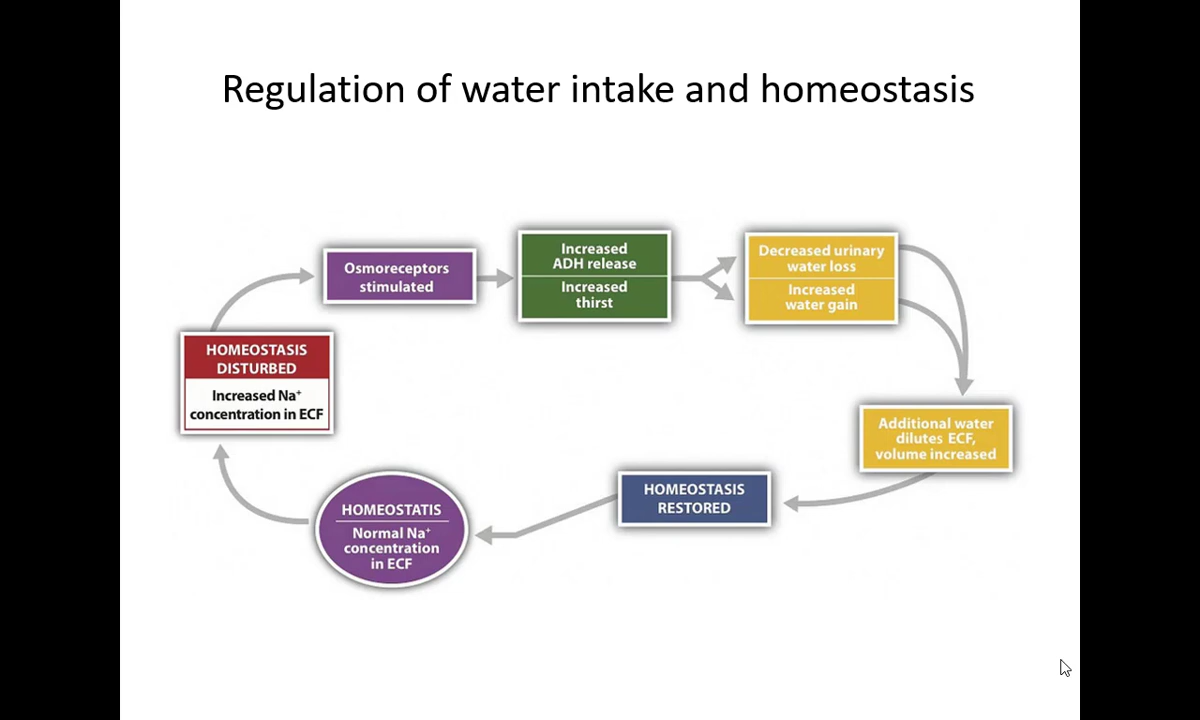 Regulation of water intake and homeostasis
Osmoreceptors
stimulated
Increased
ADH release
Increased
thirst
Decreased urinary
water loss
Increased
water gain
HOMEOSTASIS
DISTURBED
Increased Na⁺
concentration in ECF
Additional water
dilutes ECF,
volume increased
HOMEOSTASIS
RESTORED
HOMEOSTATIS
Normal Na⁺
concentration
in ECF